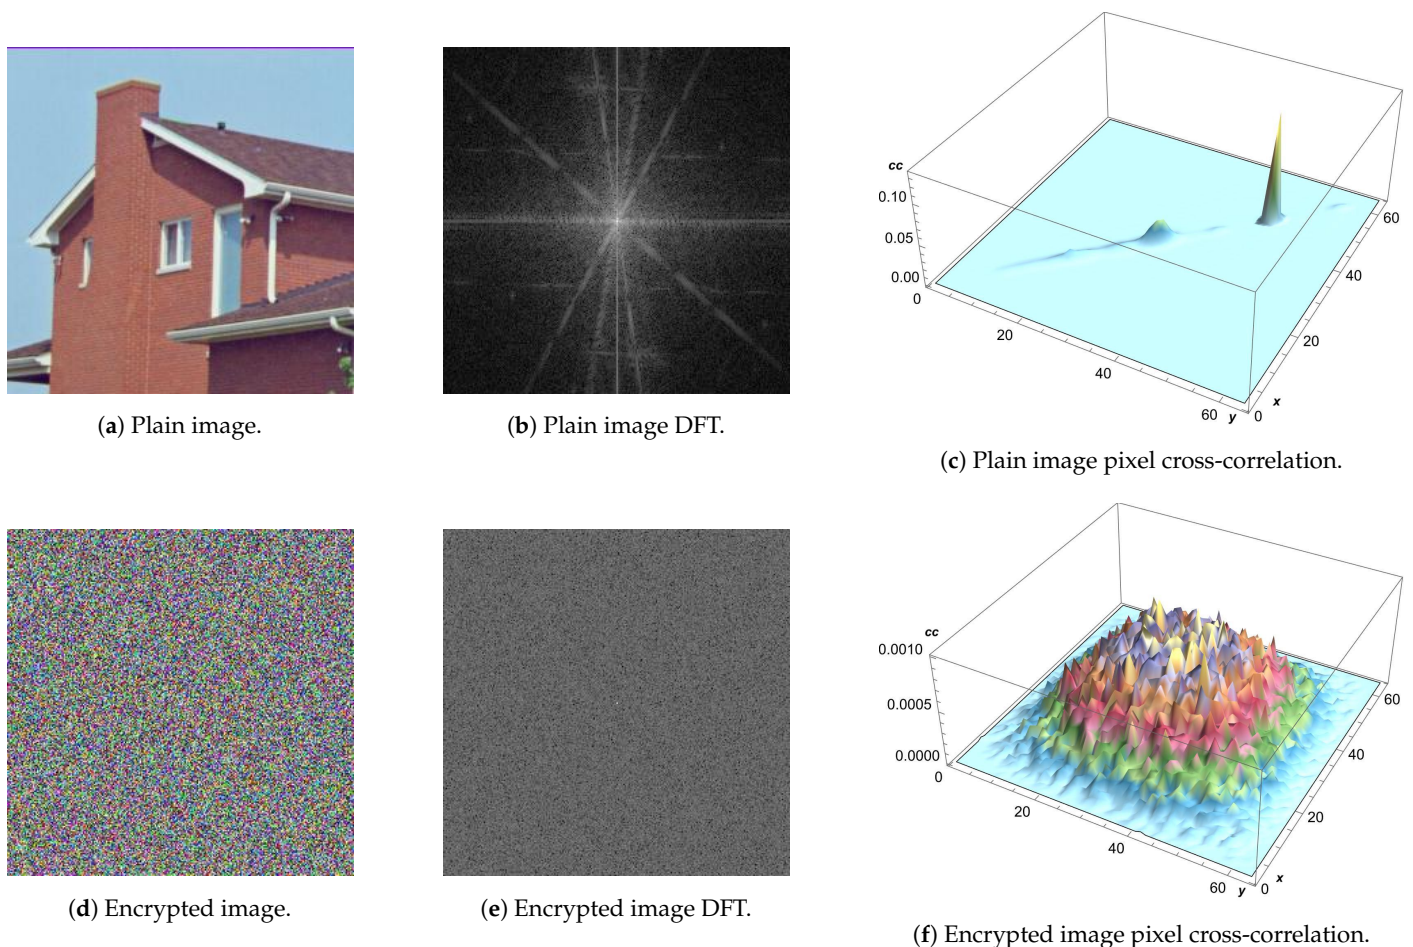 cc
0.10
0.05
0.00
0
20
40
60
y
0
x
20
40
60
(a) Plain image.
(b) Plain image DFT.
(c) Plain image pixel cross-correlation.
cc
0.0010
0.0005
0.0000
0
20
40
60
y
0
x
20
40
60
(d) Encrypted image.
(e) Encrypted image DFT.
(f) Encrypted image pixel cross-correlation.